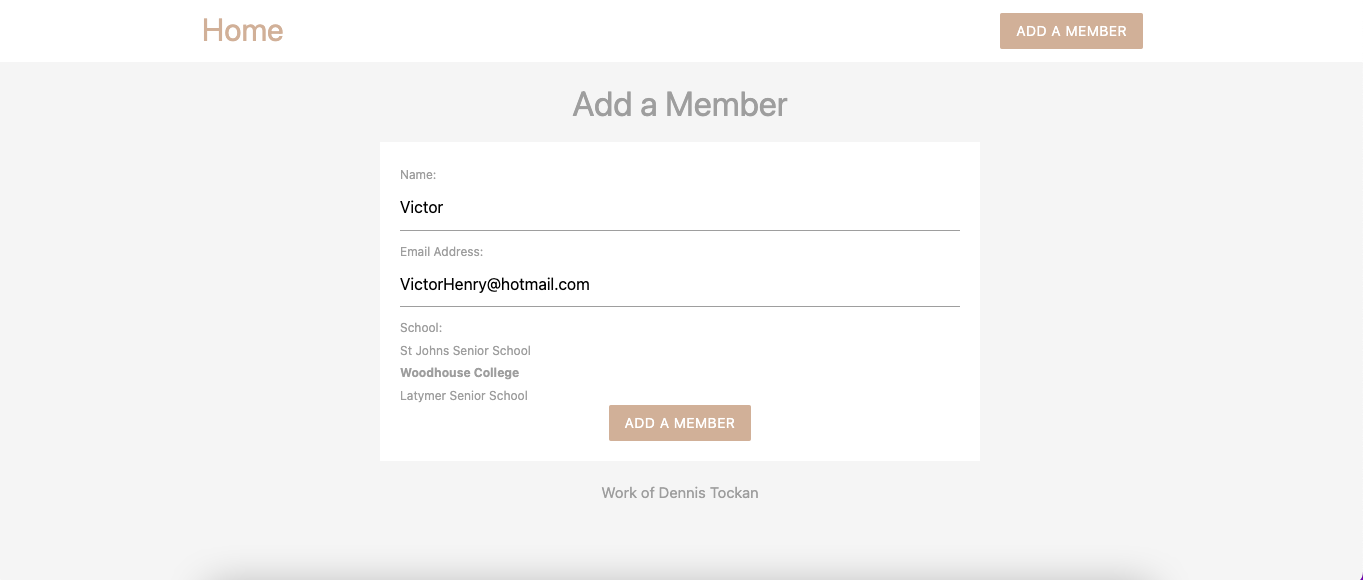 Home
ADD A MEMBER
Add a Member
Name:
Victor
Email Address:
VictorHenry@hotmail.com
School:
St Johns Senior School
Woodhouse College
Latymer Senior School
ADD A MEMBER
Work of Dennis Tockan